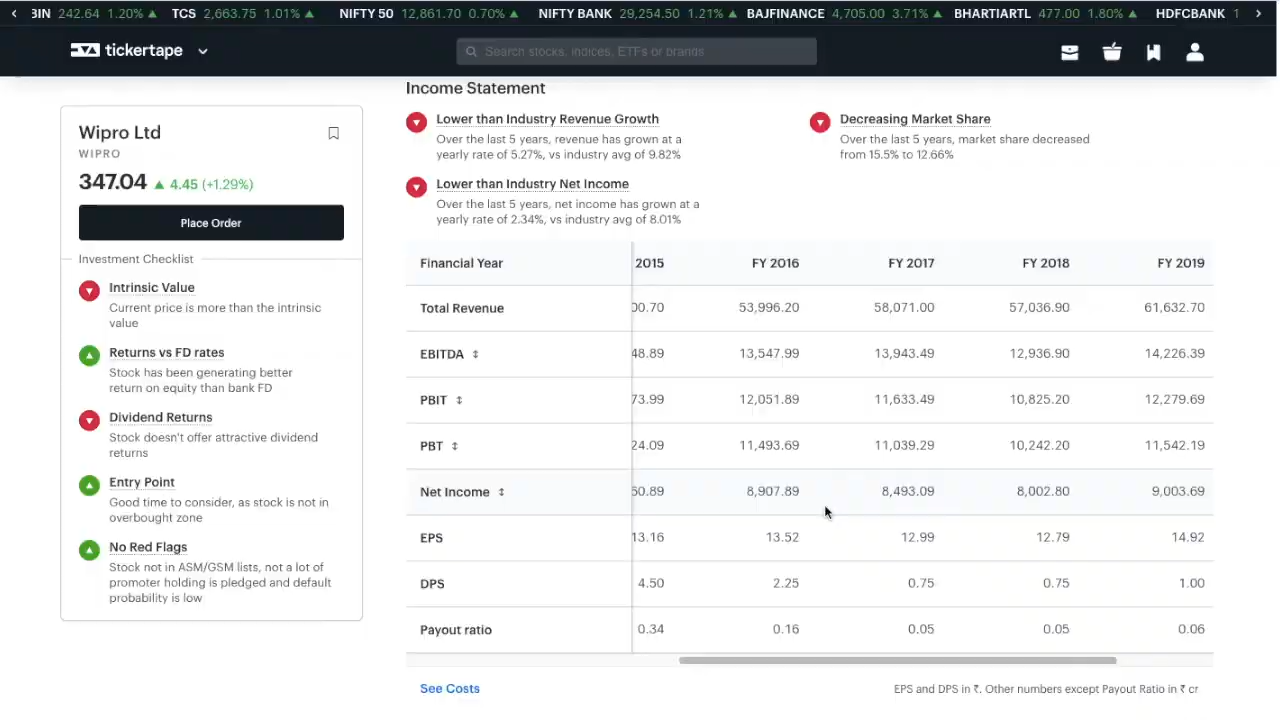 BIN 242.64 1.20% ▲ TCS 2,663.75 1.01% ▲ NIFTY 50 12,861.70 0.70% ▲ NIFTY BANK 29,254.50 1.21% ▲ BAJFINANCE 4,705.00 3.71% ▲ BHARTIARTL 477.00 1.80% ▲ HDFCBANK 1
tickertape
Search stocks, indices, ETFs or brands
Wipro Ltd
WIPRO
347.04 ▲ 4.45 (+1.29%)
Place Order
Investment Checklist
Intrinsic Value
Current price is more than the intrinsic
value
Returns vs FD rates
Stock has been generating better
return on equity than bank FD
Dividend Returns
Stock doesn't offer attractive dividend
returns
Entry Point
Good time to consider, as stock is not in
overbought zone
No Red Flags
Stock not in ASM/GSM lists, not a lot of
promoter holding is pledged and default
probability is low
Income Statement
Lower than Industry Revenue Growth
Over the last 5 years, revenue has grown at a
yearly rate of 5.27%, vs industry avg of 9.82%
Decreasing Market Share
Over the last 5 years, market share decreased
from 15.5% to 12.66%
Lower than Industry Net Income
Over the last 5 years, net income has grown at a
yearly rate of 2.34%, vs industry avg of 8.01%
Financial Year 2015 FY 2016 FY 2017 FY 2018 FY 2019
Total Revenue 00.70 53,996.20 58,071.00 57,036.90 61,632.70
EBITDA 48.89 13,547.99 13,943.49 12,936.90 14,226.39
PBIT 73.99 12,051.89 11,633.49 10,825.20 12,279.69
PBT 24.09 11,493.69 11,039.29 10,242.20 11,542.19
Net Income 50.89 8,907.89 8,493.09 8,002.80 9,003.69
EPS 13.16 13.52 12.99 12.79 14.92
DPS 4.50 2.25 0.75 0.75 1.00
Payout ratio 0.34 0.16 0.05 0.05 0.06
See Costs
EPS and DPS in ₹. Other numbers except Payout Ratio in ₹ cr